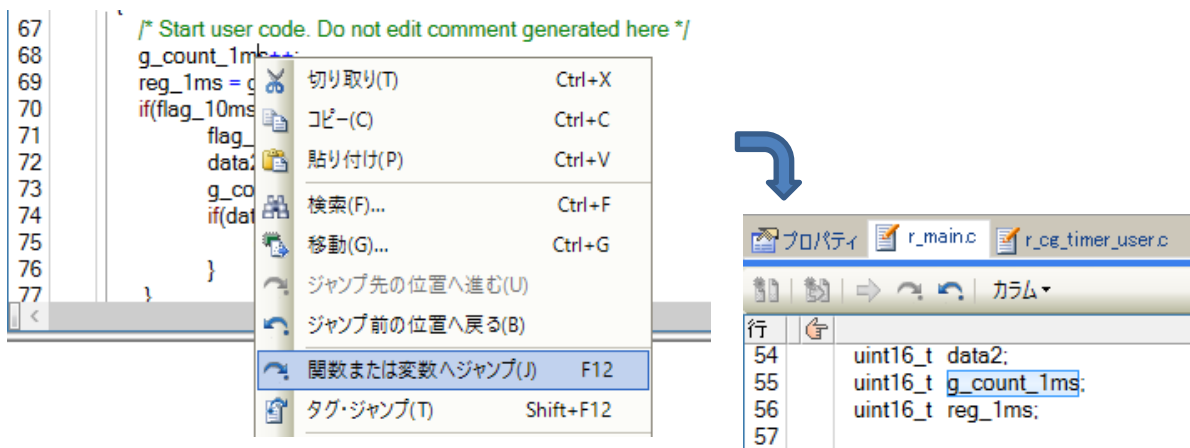 67 /* Start user code. Do not edit comment generated here */
68 g_count_1ms++;
69 reg_1ms = g
70 if(flag_10ms
71 flag_
72 data2
73 g_co
74 if(dat
75
76 }
77 }
切り取り(T) Ctrl+X
コピー(C) Ctrl+C
貼り付け(P) Ctrl+V
検索(F)... Ctrl+F
移動(G)... Ctrl+G
ジャンプ先の位置へ進む(U)
ジャンプ前の位置へ戻る(B)
関数または変数へジャンプ(J) F12
タグ・ジャンプ(T) Shift+F12
プロパティ r_main.c r_cg_timer_user.c
カラム
行
54 uint16_t data2;
55 uint16_t g_count_1ms;
56 uint16_t reg_1ms;
57